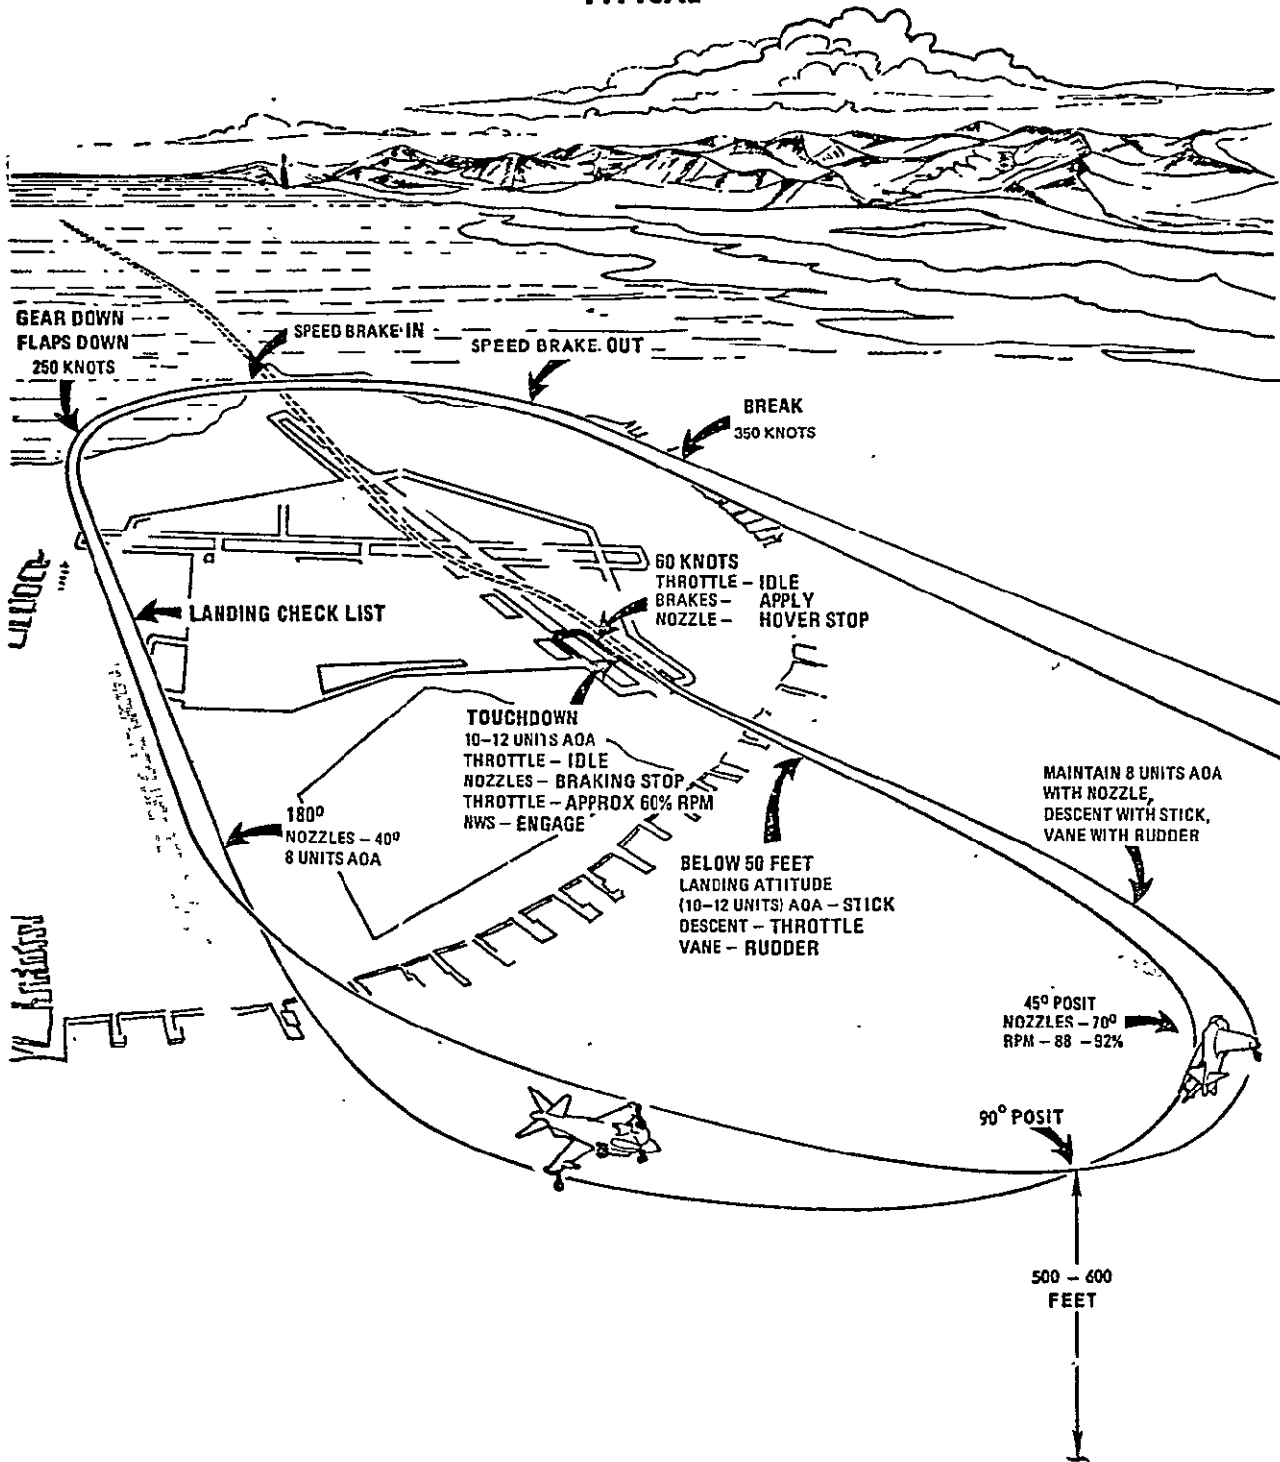 GEAR DOWN
FLAPS DOWN
250 KNOTS
SPEED BRAKE IN
SPEED BRAKE OUT
BREAK
350 KNOTS
60 KNOTS
THROTTLE – IDLE
BRAKES – APPLY
NOZZLE – HOVER STOP
LANDING CHECK LIST
TOUCHDOWN
10–12 UNITS AOA
THROTTLE – IDLE
NOZZLES – BRAKING STOP
THROTTLE – APPROX 60% RPM
NWS – ENGAGE
180°
NOZZLES – 40°
8 UNITS AOA
MAINTAIN 8 UNITS AOA
WITH NOZZLE,
DESCENT WITH STICK,
VANE WITH RUDDER
BELOW 50 FEET
LANDING ATTITUDE
(10–12 UNITS) AOA – STICK
DESCENT – THROTTLE
VANE – RUDDER
45° POSIT
NOZZLES – 70°
RPM – 88 – 92%
90° POSIT
500 – 600
FEET